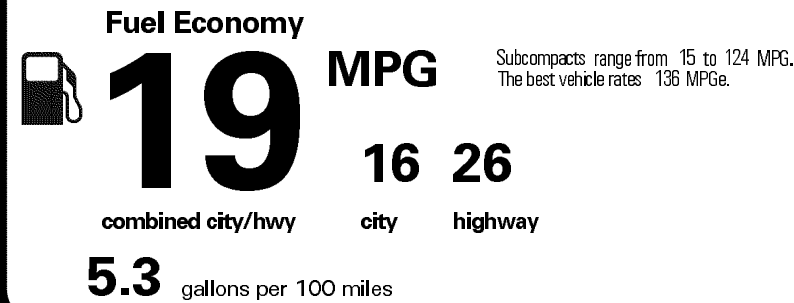 Fuel Economy
19 MPG
Subcompacts range from 15 to 124 MPG.
The best vehicle rates 136 MPGe.
16 26
combined city/hwy city highway
5.3 gallons per 100 miles